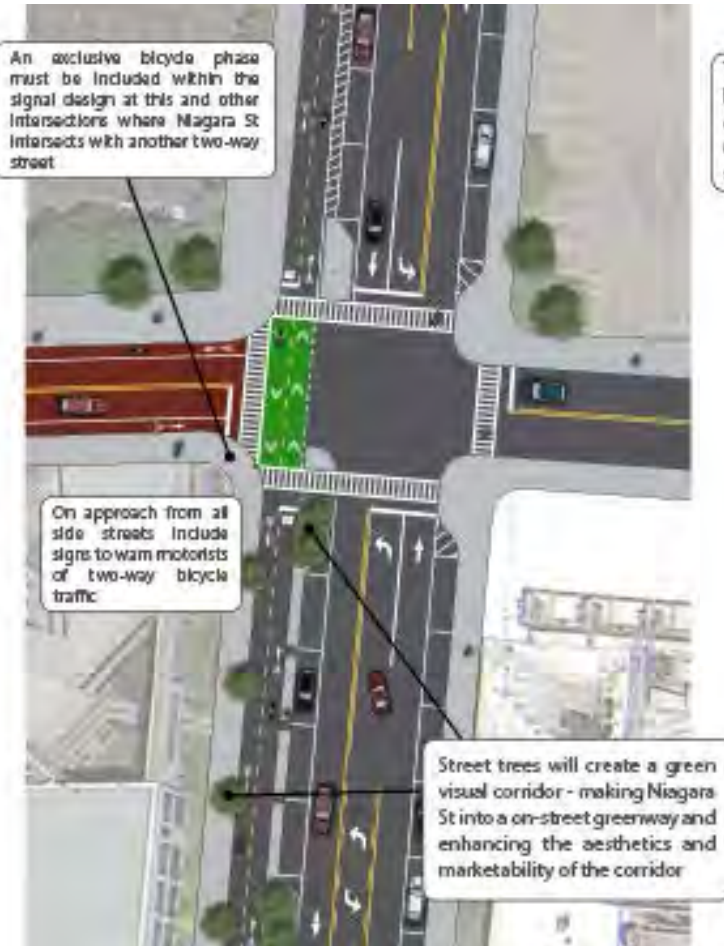 An exclusive bicycle phase
must be included within the
signal design at this and other
intersections where Niagara St
intersects with another two-way
street
On approach from all
side streets include
signs to warn motorists
of two-way bicycle
traffic
Street trees will create a green
visual corridor - making Niagara
St into a on-street greenway and
enhancing the aesthetics and
marketability of the corridor